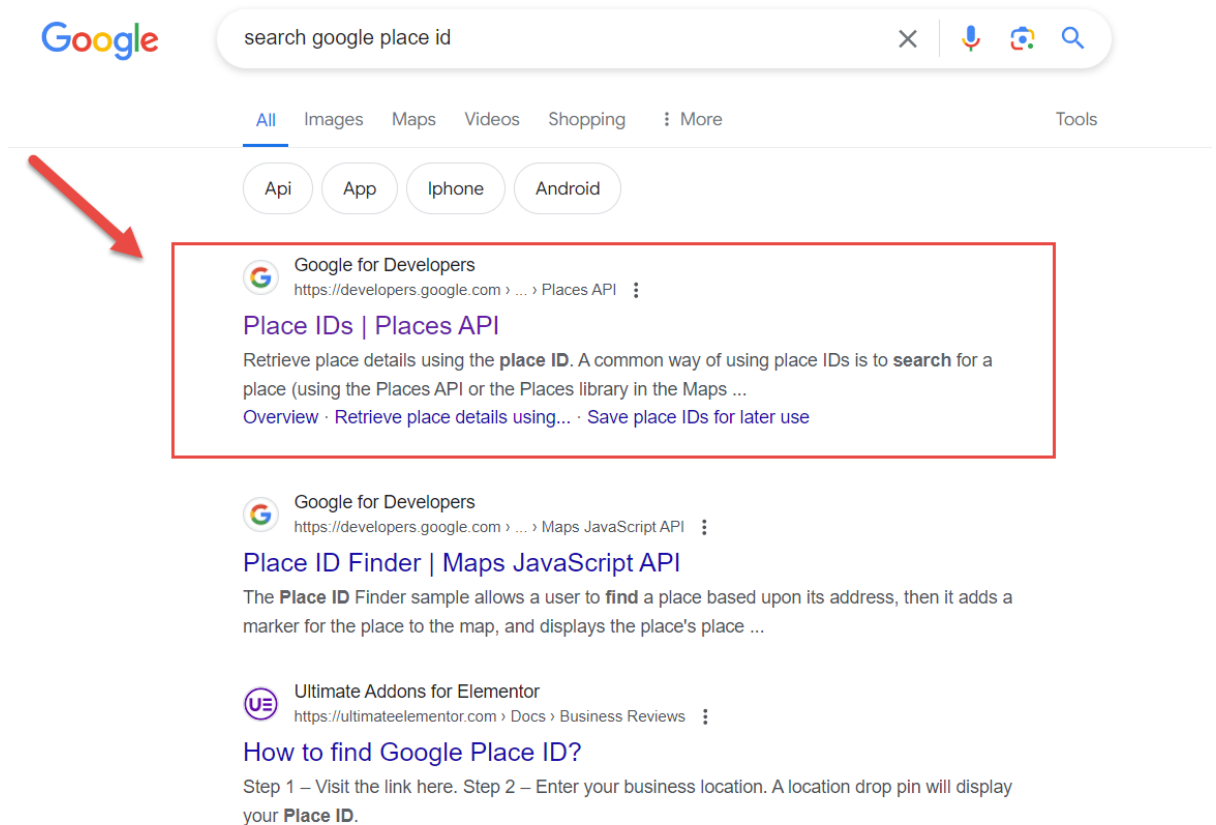 Google
search google place id
All Images Maps Videos Shopping More Tools
Api App Iphone Android
Google for Developers
https://developers.google.com › ... › Places API
Place IDs | Places API
Retrieve place details using the place ID. A common way of using place IDs is to search for a
place (using the Places API or the Places library in the Maps ...
Overview · Retrieve place details using... · Save place IDs for later use
Google for Developers
https://developers.google.com › ... › Maps JavaScript API
Place ID Finder | Maps JavaScript API
The Place ID Finder sample allows a user to find a place based upon its address, then it adds a
marker for the place to the map, and displays the place's place ...
UE
Ultimate Addons for Elementor
https://ultimateelementor.com › Docs › Business Reviews
How to find Google Place ID?
Step 1 – Visit the link here. Step 2 – Enter your business location. A location drop pin will display
your Place ID.